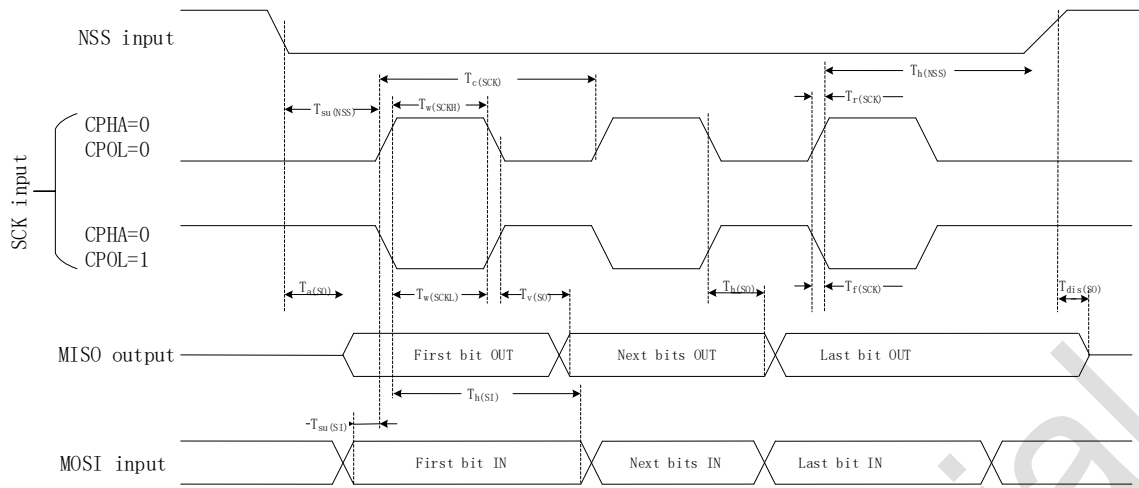 NSS input
Tc(SCK)
Th(NSS)
Tsu(NSS)
Tw(SCKH)
Tr(SCK)
SCK input
CPHA=0
CPOL=0
CPHA=0
CPOL=1
Ta(SO)
Tw(SCKL)
Tv(SO)
Th(SO)
Tf(SCK)
Tdis(SO)
MISO output
First bit OUT
Next bits OUT
Last bit OUT
Th(SI)
Tsu(SI)
MOSI input
First bit IN
Next bits IN
Last bit IN